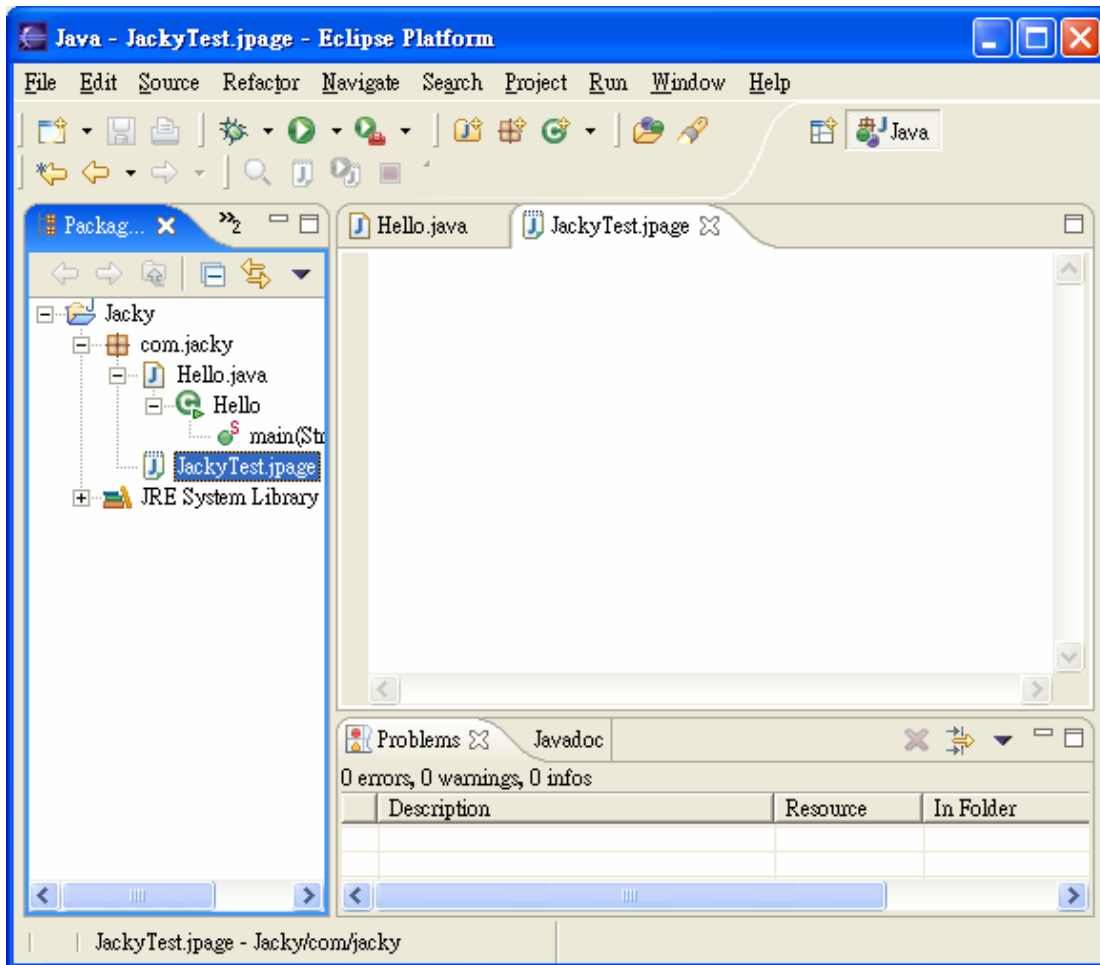 Java - JackyTest.jpage - Eclipse Platform
File Edit Source Refactor Navigate Search Project Run Window Help
Java
Packag... 2
Hello.java JackyTest.jpage
Jacky
com.jacky
Hello.java
Hello
main(Str
JackyTest.jpage
JRE System Library
Problems Javadoc
0 errors, 0 warnings, 0 infos
Description Resource In Folder
JackyTest.jpage - Jacky/com/jacky